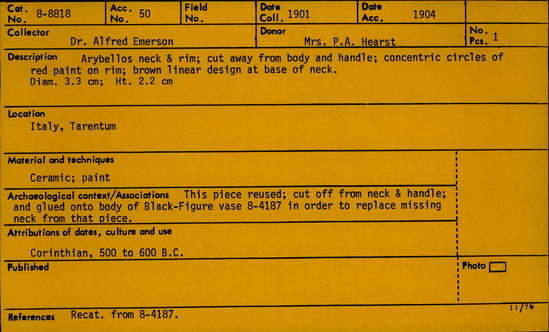 Cat. No. 8-8818 Acc. No. 50 Field No. Date Coll. 1901 Date Acc. 1904
Collector Dr. Alfred Emerson Donor Mrs. P.A. Hearst No. Pcs. 1
Description Arybellos neck & rim; cut away from body and handle; concentric circles of
red paint on rim; brown linear design at base of neck.
Diam. 3.3 cm; Ht. 2.2 cm
Location
Italy, Tarentum
Material and techniques
Ceramic; paint
Archaeological context/Associations This piece reused; cut off from neck & handle;
and glued onto body of Black-Figure vase 8-4187 in order to replace missing
neck from that piece.
Attributions of dates, culture and use
Corinthian, 500 to 600 B.C.
Published Photo
11/74
References Recat. from 8-4187.